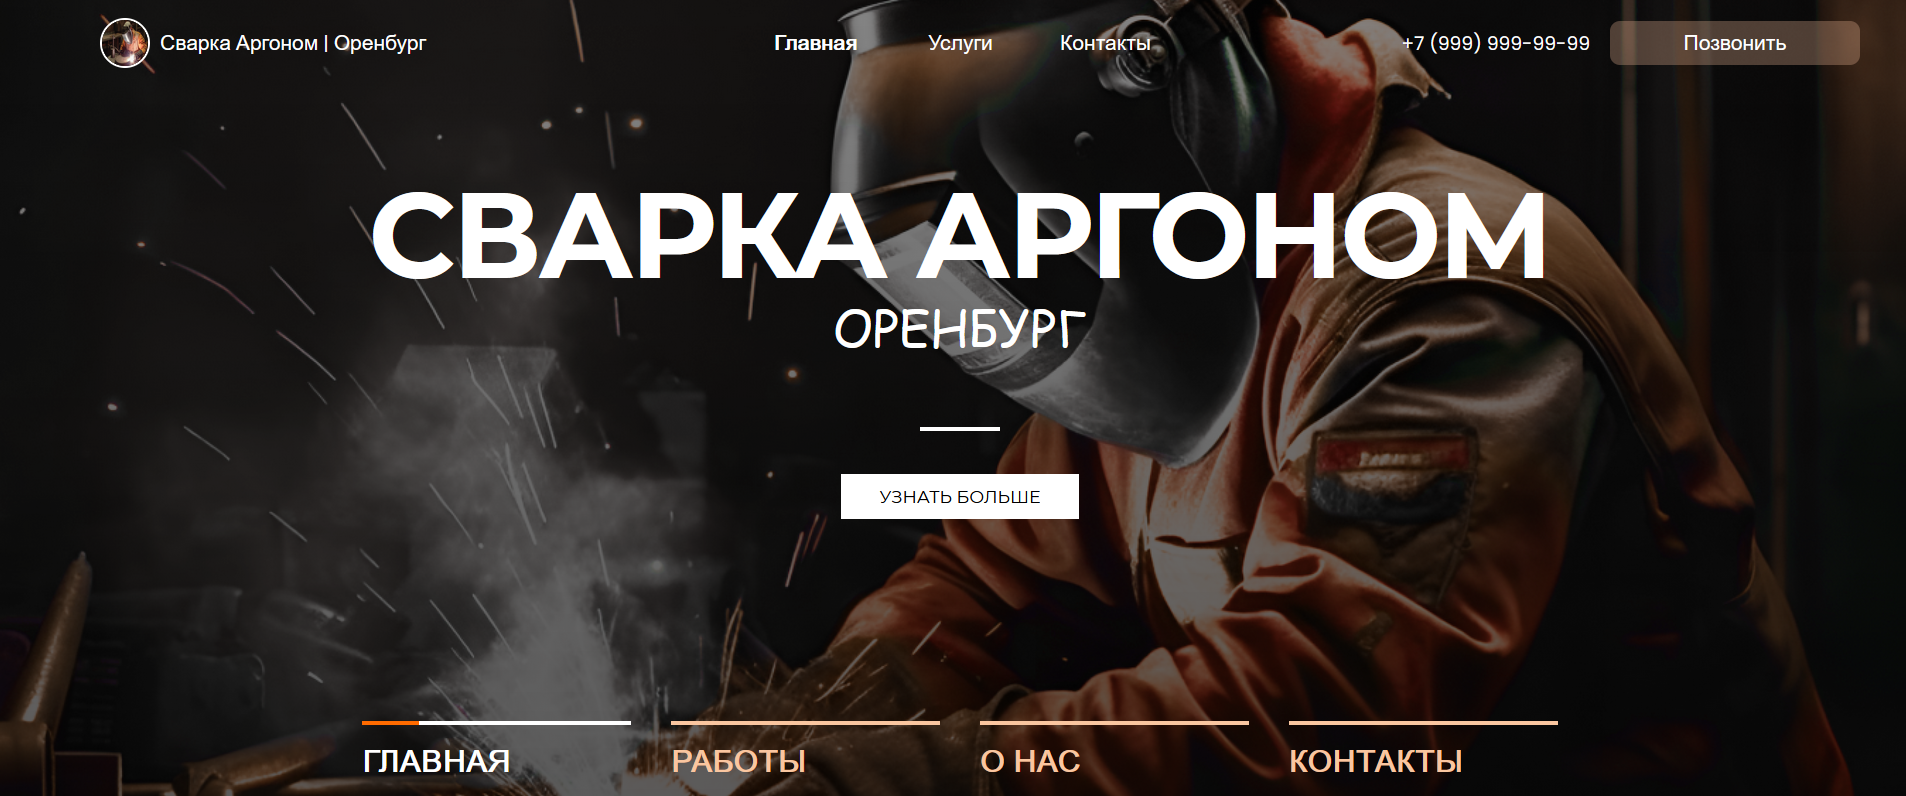 Сварка Аргоном | Оренбург
Главная
Услуги
Контакты
+7 (999) 999-99-99
Позвонить
СВАРКА АРГОНОМ
ОРЕНБУРГ
УЗНАТЬ БОЛЬШЕ
ГЛАВНАЯ
РАБОТЫ
О НАС
КОНТАКТЫ